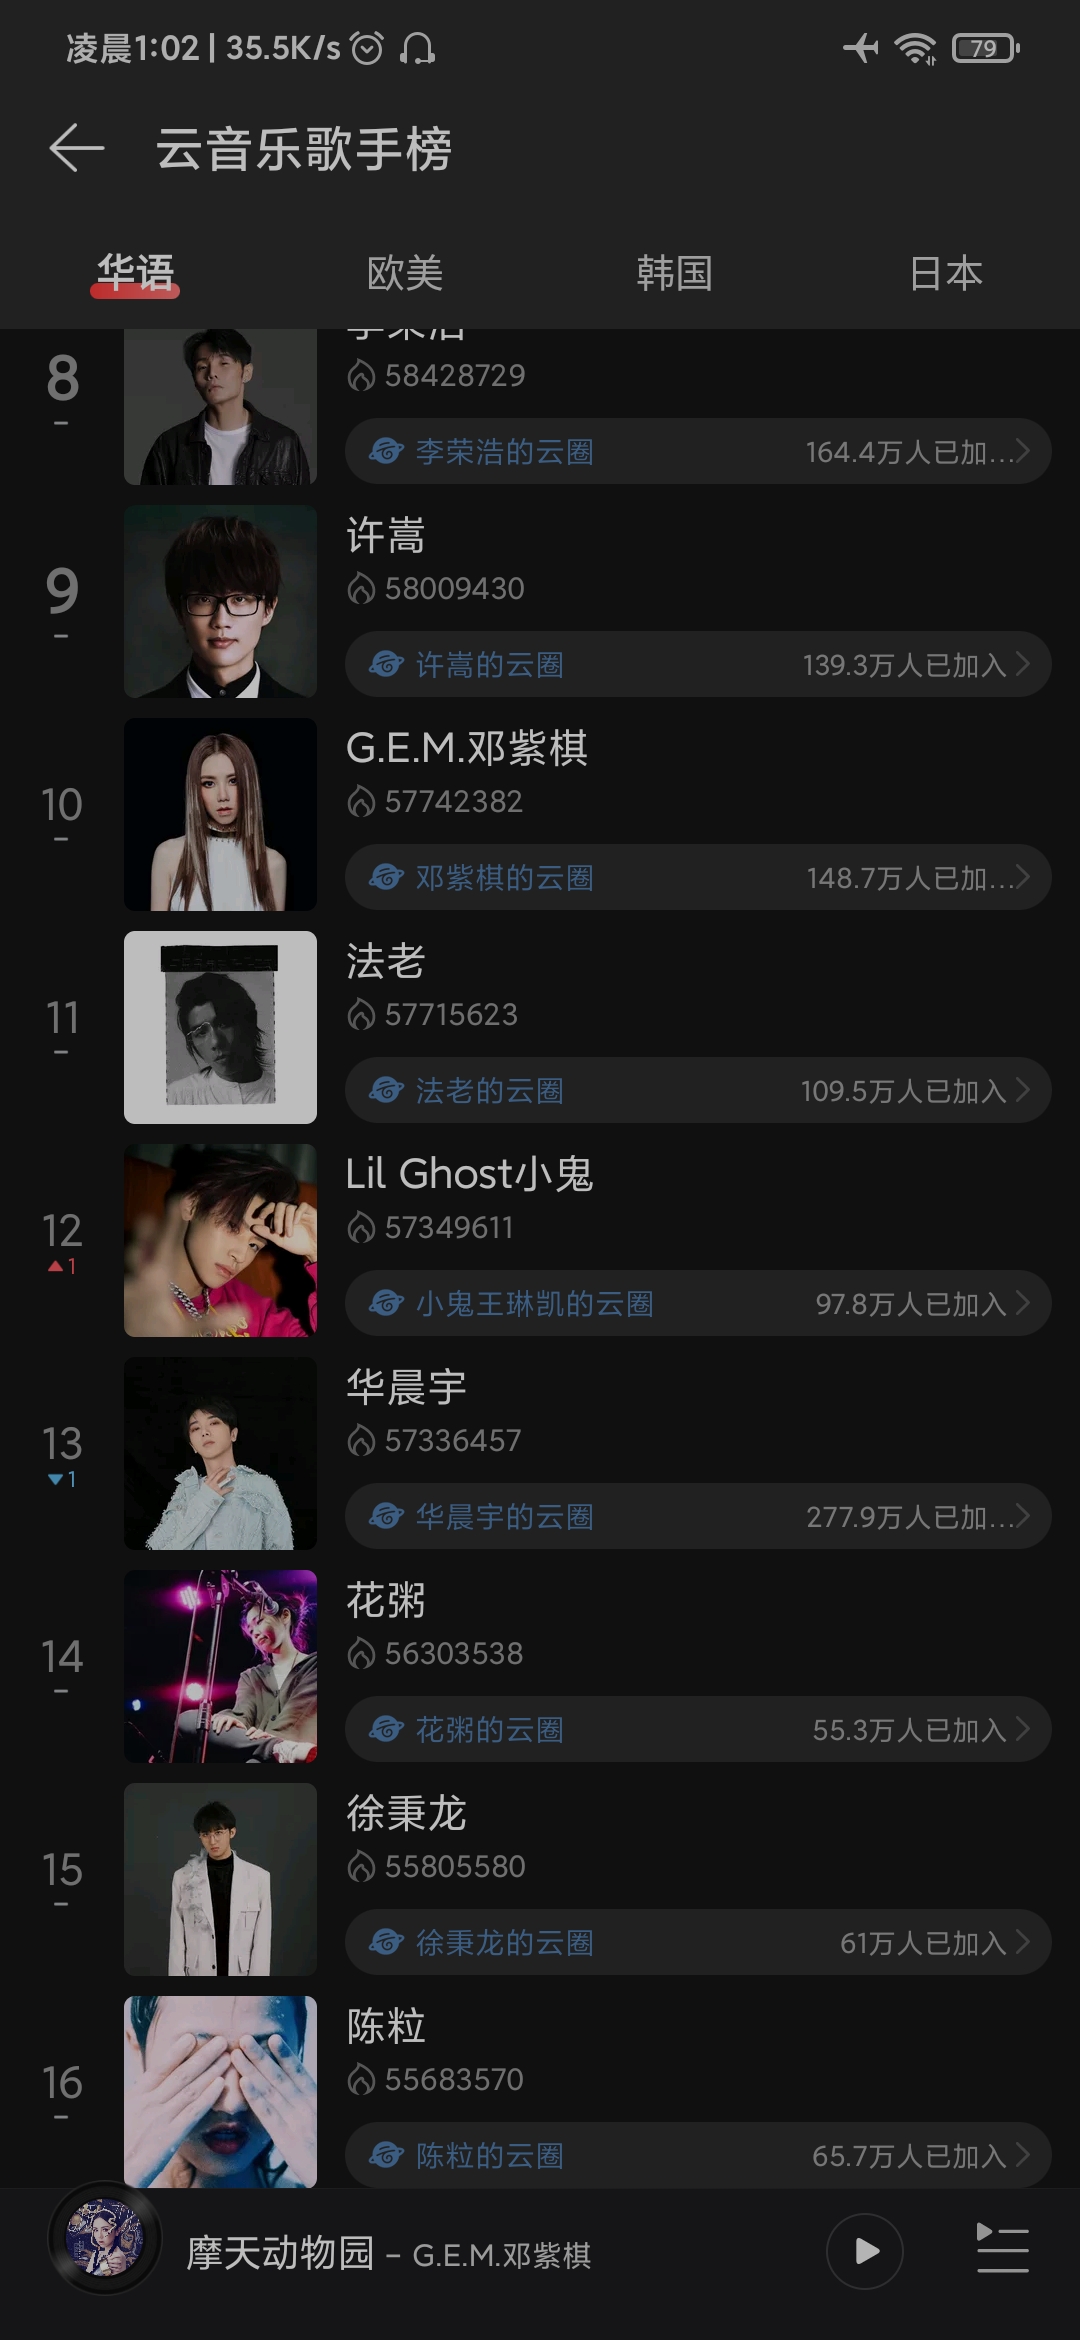 凌晨1:02 | 35.5K/s 79
云音乐歌手榜
华语 欧美 韩国 日本
李荣浩
8 58428729
李荣浩的云圈 164.4万人已加...
许嵩
9 58009430
许嵩的云圈 139.3万人已加入
G.E.M.邓紫棋
10 57742382
邓紫棋的云圈 148.7万人已加...
法老
11 57715623
法老的云圈 109.5万人已加入
Lil Ghost小鬼
12 57349611
1
小鬼王琳凯的云圈 97.8万人已加入
华晨宇
13 57336457
1
华晨宇的云圈 277.9万人已加...
花粥
14 56303538
花粥的云圈 55.3万人已加入
徐秉龙
15 55805580
徐秉龙的云圈 61万人已加入
陈粒
16 55683570
陈粒的云圈 65.7万人已加入
摩天动物园 - G.E.M.邓紫棋